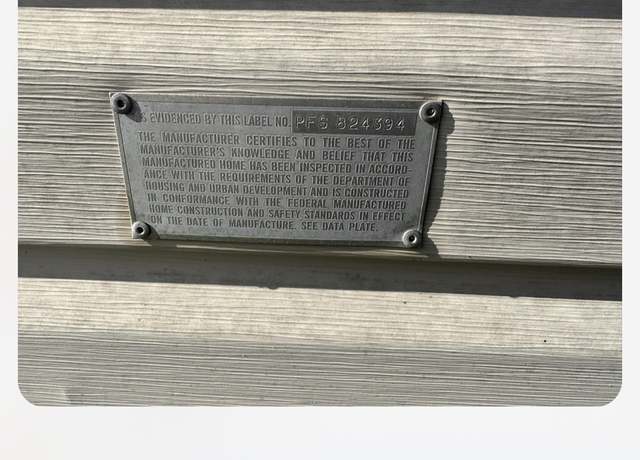 AS EVIDENCED BY THIS LABEL NO. PFS 824394
THE MANUFACTURER CERTIFIES TO THE BEST OF THE
MANUFACTURER'S KNOWLEDGE AND BELIEF THAT THIS
MANUFACTURED HOME HAS BEEN INSPECTED IN ACCORD-
ANCE WITH THE REQUIREMENTS OF THE DEPARTMENT OF
HOUSING AND URBAN DEVELOPMENT AND IS CONSTRUCTED
IN CONFORMANCE WITH THE FEDERAL MANUFACTURED
HOME CONSTRUCTION AND SAFETY STANDARDS IN EFFECT
ON THE DATE OF MANUFACTURE. SEE DATA PLATE.